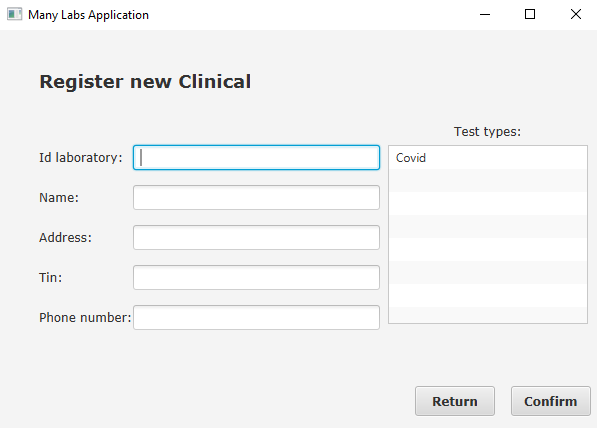 Many Labs Application
Register new Clinical
Test types:
Id laboratory:
Covid
Name:
Address:
Tin:
Phone number:
Return
Confirm